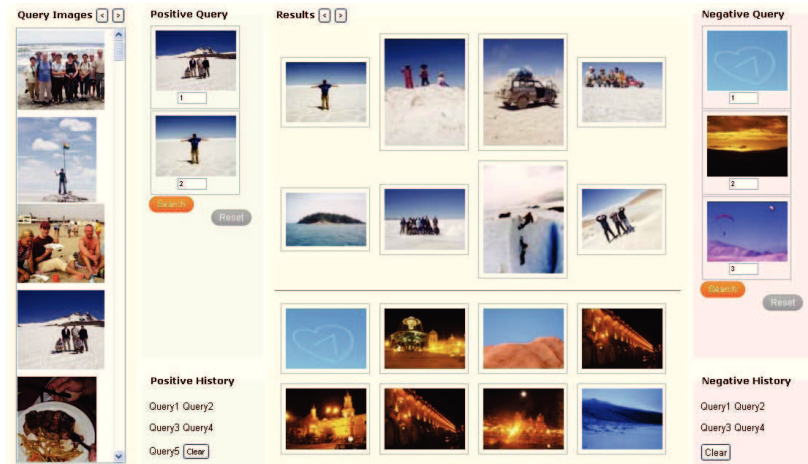 Query Images < >
Positive Query
Results < >
Negative Query
1
2
Search
Reset
1
2
3
Search
Reset
Positive History
Query1 Query2
Query3 Query4
Query5 Clear
Negative History
Query1 Query2
Query3 Query4
Clear